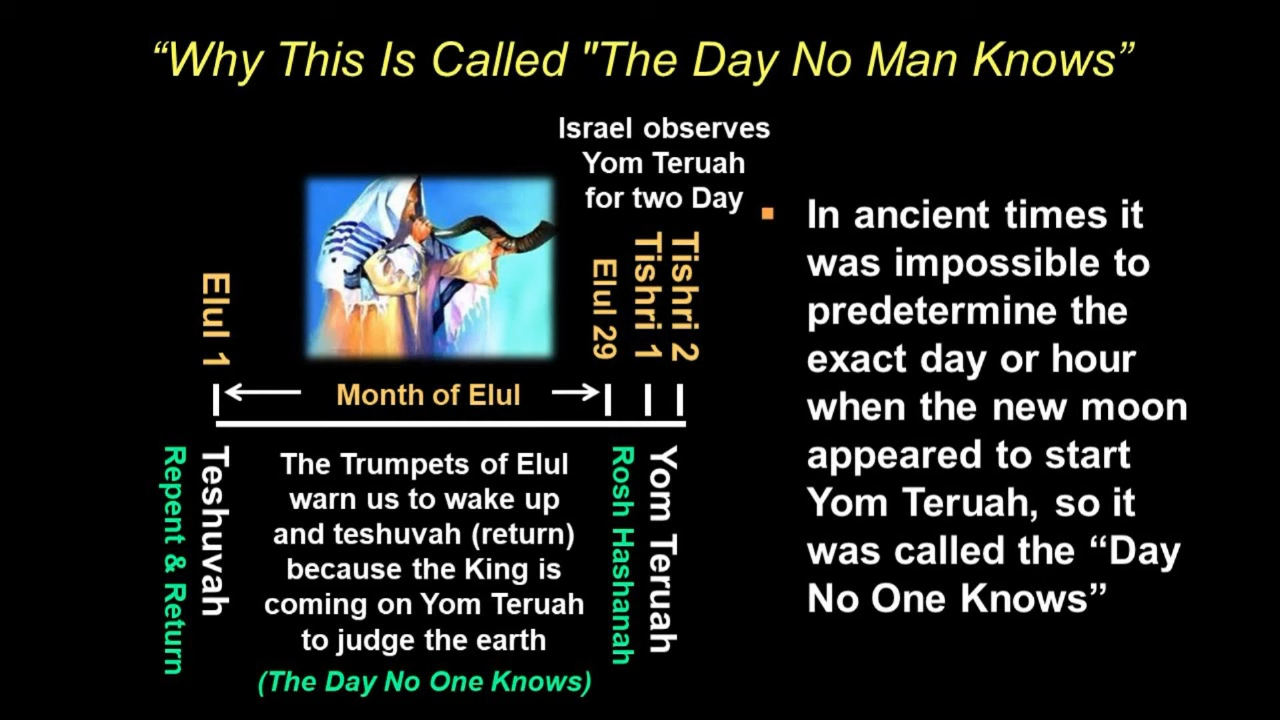 “Why This Is Called "The Day No Man Knows”
Israel observes
Yom Teruah
for two Day
Elul 1
Elul 29
Tishri 1
Tishri 2
Month of Elul
Repent & Return
Teshuvah
The Trumpets of Elul
warn us to wake up
and teshuvah (return)
because the King is
coming on Yom Teruah
to judge the earth
(The Day No One Knows)
Rosh Hashanah
Yom Teruah
▪ In ancient times it
was impossible to
predetermine the
exact day or hour
when the new moon
appeared to start
Yom Teruah, so it
was called the “Day
No One Knows”